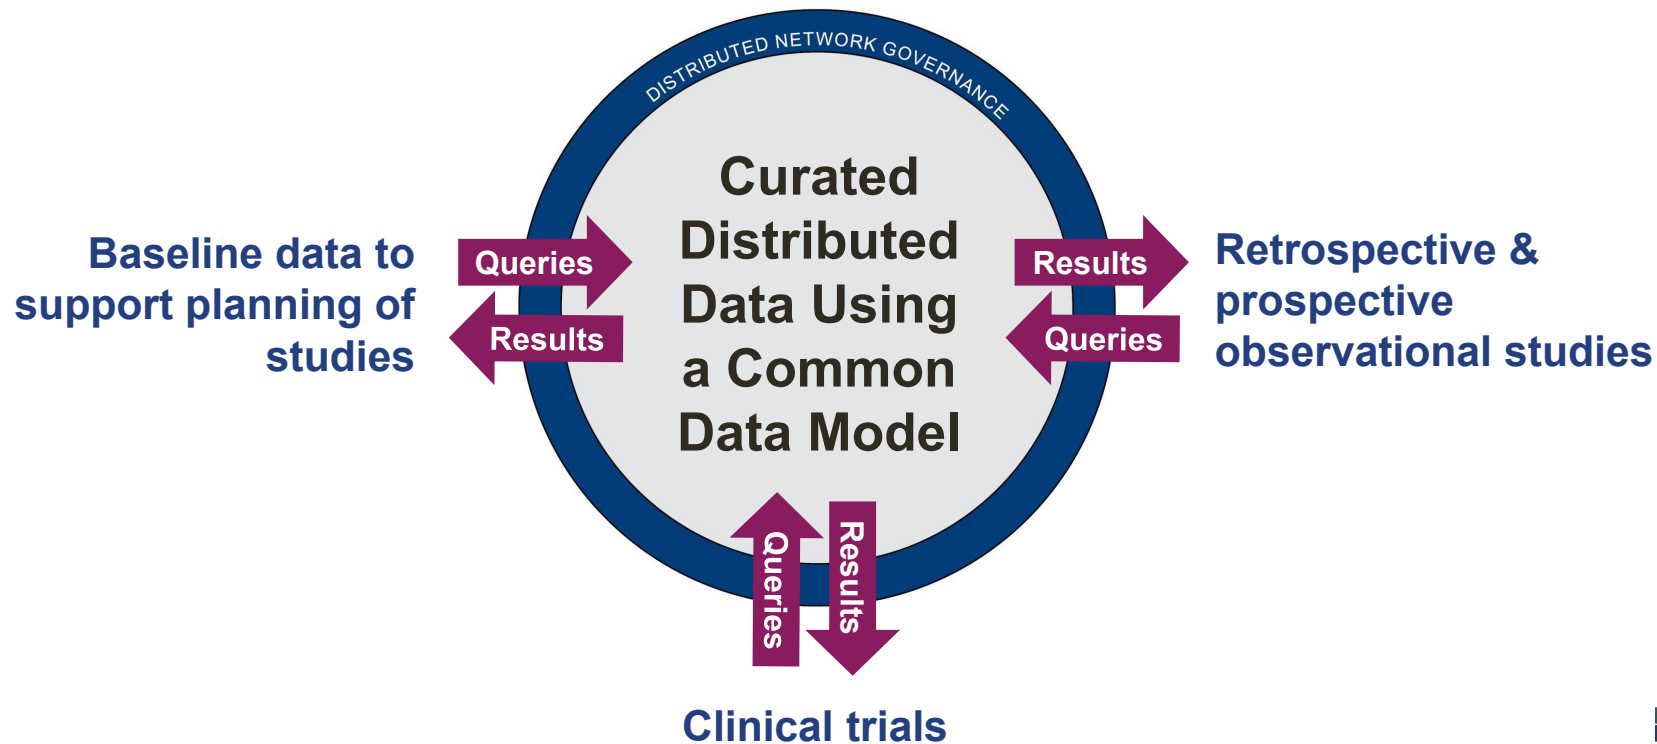 DISTRIBUTED NETWORK GOVERNANCE
Curated
Distributed
Data Using
a Common
Data Model
Baseline data to
support planning of
studies
Queries
Results
Results
Queries
Retrospective &
prospective
observational studies
Queries
Results
Clinical trials